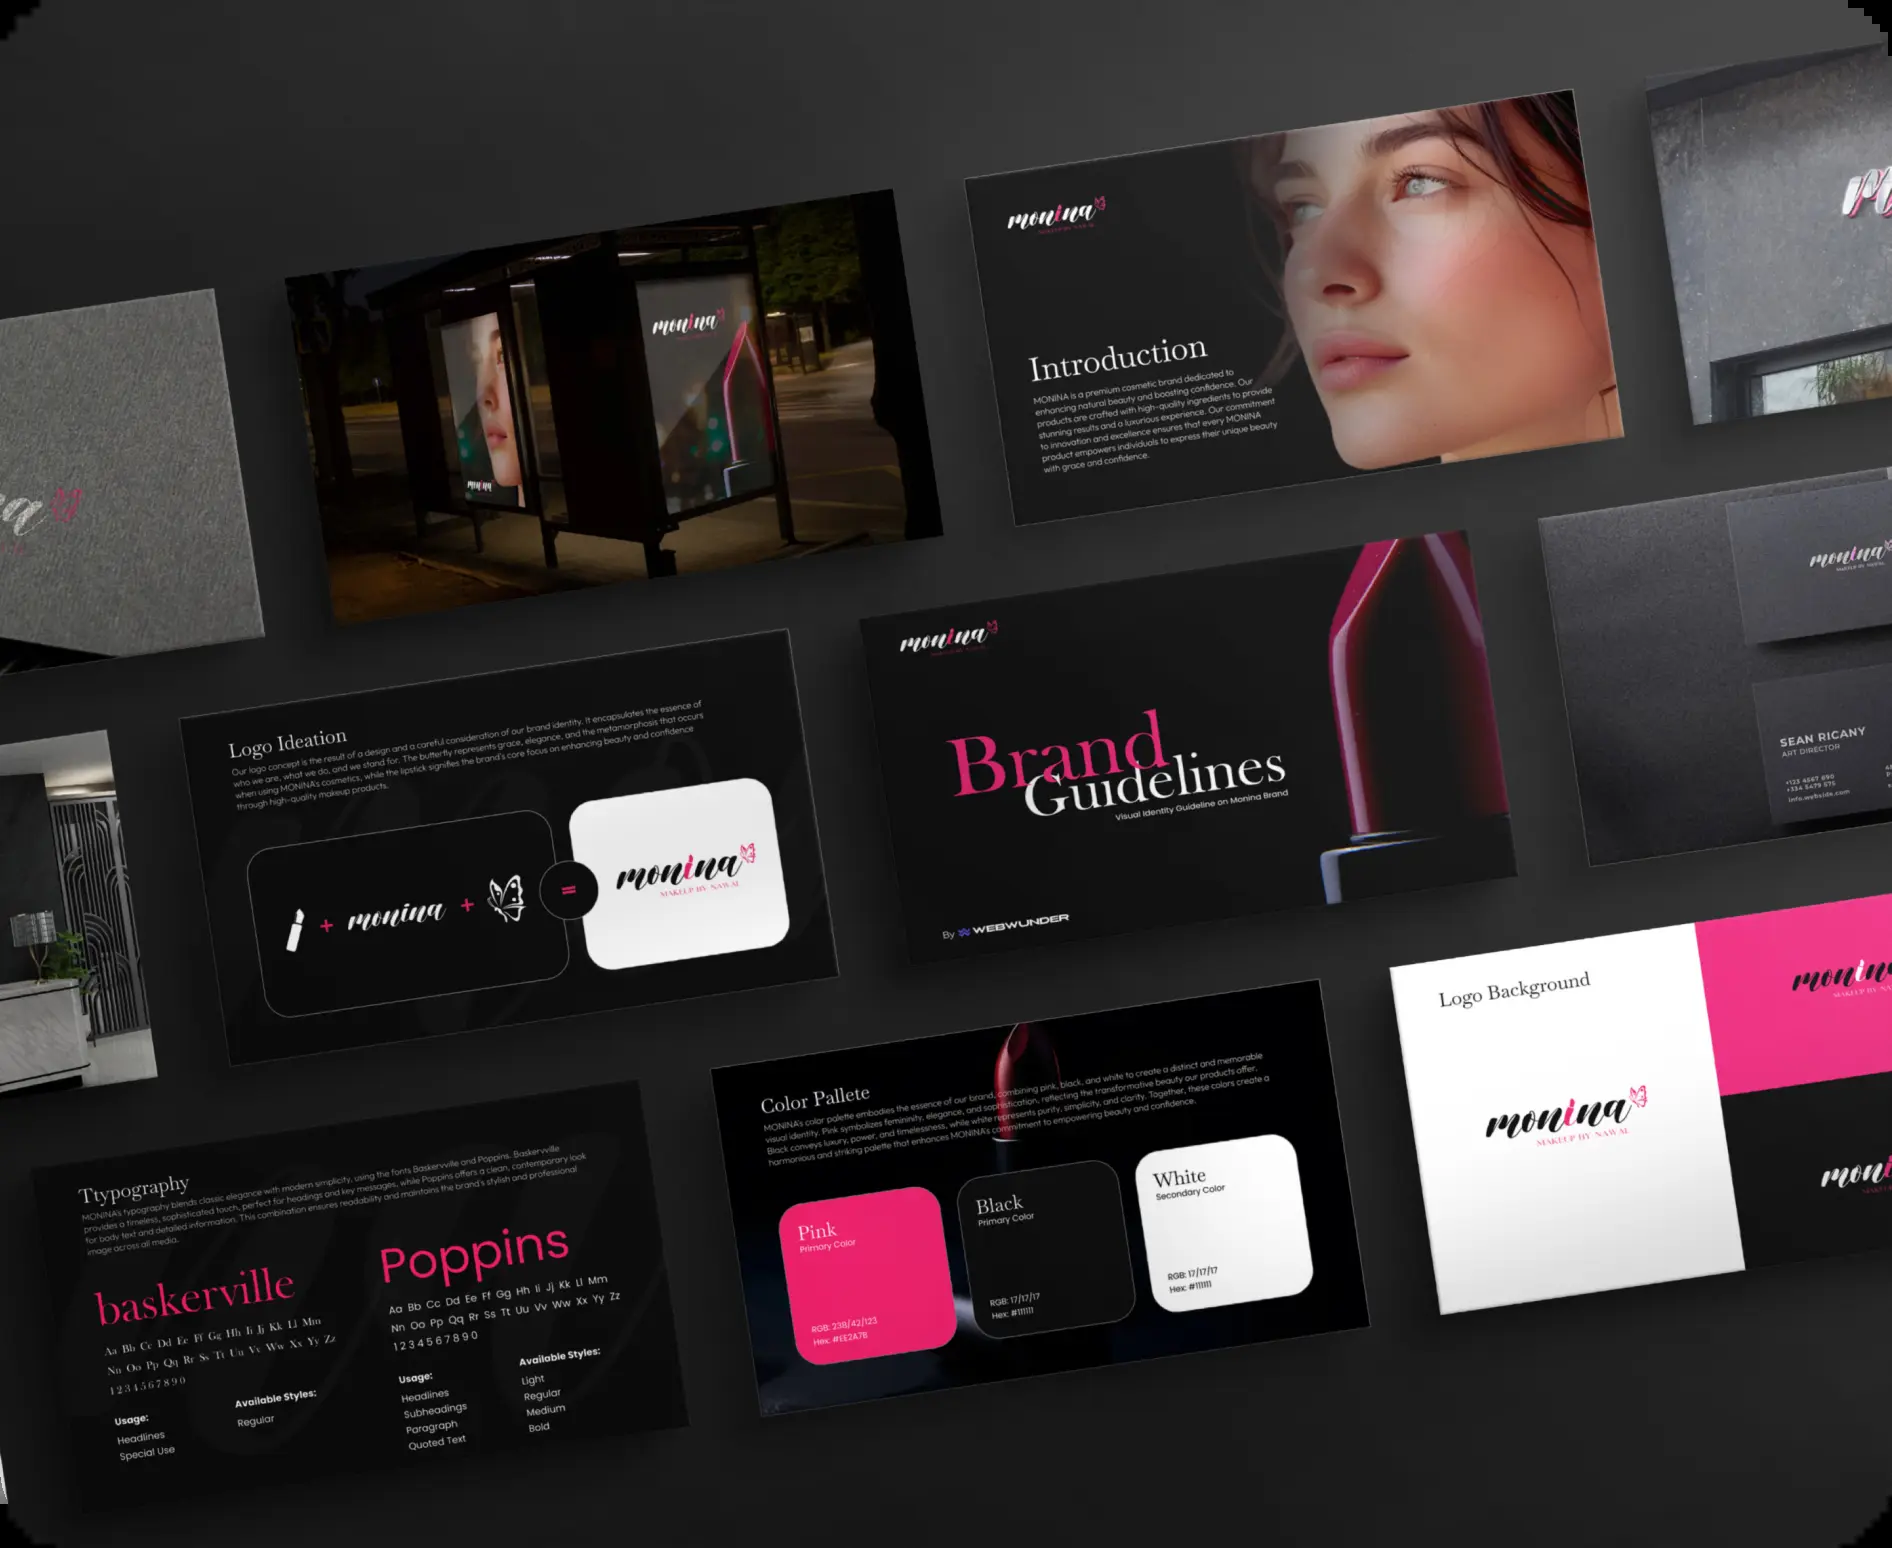 monina
monina
monina
MAKEUP BY NAWAL
Introduction
MONINA is a premium cosmetic brand dedicated to
enhancing natural beauty and boosting confidence. Our
products are crafted with high-quality ingredients to provide
stunning results and a luxurious experience. Our commitment
to innovation and excellence ensures that every MONINA
product empowers individuals to express their unique beauty
with grace and confidence.
Logo Ideation
Our logo concept is the result of a design and a careful consideration of our brand identity. It encapsulates the essence of
who we are, what we do, and we stand for. The butterfly represents grace, elegance, and the metamorphosis that occurs
when using MONINA's cosmetics, while the lipstick signifies the brand's core focus on enhancing beauty and confidence
through high-quality makeup products.
+ monina + =
monina
MAKEUP BY NAWAL
monina
Brand
Guidelines
Visual Identity Guideline on Monina Brand
By WEBWUNDER
monina
MAKEUP BY NAWAL
SEAN RICANY
ART DIRECTOR
+123 4567 890
+334 5479 575
Ttypography
MONINA's typography blends classic elegance with modern simplicity, using the fonts Baskervville and Poppins. Baskervville
provides a timeless, sophisticated touch, perfect for headings and key messages, while Poppins offers a clean, contemporary look
for body text and detailed information. This combination ensures readability and maintains the brand's stylish and professional
image across all media.
baskerville
Aa Bb Cc Dd Ee Ff Gg Hh Ii Jj Kk Ll Mm
Nn Oo Pp Qq Rr Ss Tt Uu Vv Ww Xx Yy Zz
1 2 3 4 5 6 7 8 9 0
Usage:
Headlines
Special Use
Available Styles:
Regular
Poppins
Aa Bb Cc Dd Ee Ff Gg Hh Ii Jj Kk Ll Mm
Nn Oo Pp Qq Rr Ss Tt Uu Vv Ww Xx Yy Zz
1 2 3 4 5 6 7 8 9 0
Usage:
Headlines
Subheadings
Paragraph
Quoted Text
Available Styles:
Light
Regular
Medium
Bold
Color Pallete
MONINA's color palette embodies the essence of our brand, combining pink, black, and white to create a distinct and memorable
visual identity. Pink symbolizes femininity, elegance, and sophistication, reflecting the transformative beauty our products offer.
Black conveys luxury, power, and timelessness, while white represents purity, simplicity, and clarity. Together, these colors create a
harmonious and striking palette that enhances MONINA's commitment to empowering beauty and confidence.
Pink
Primary Color
RGB: 238/42/123
Hex: #EE2A7B
Black
Primary Color
RGB: 17/17/17
Hex: #111111
White
Secondary Color
RGB: 17/17/17
Hex: #111111
Logo Background
monina
MAKEUP BY NAWAL
monina
MAKEUP BY NAWAL